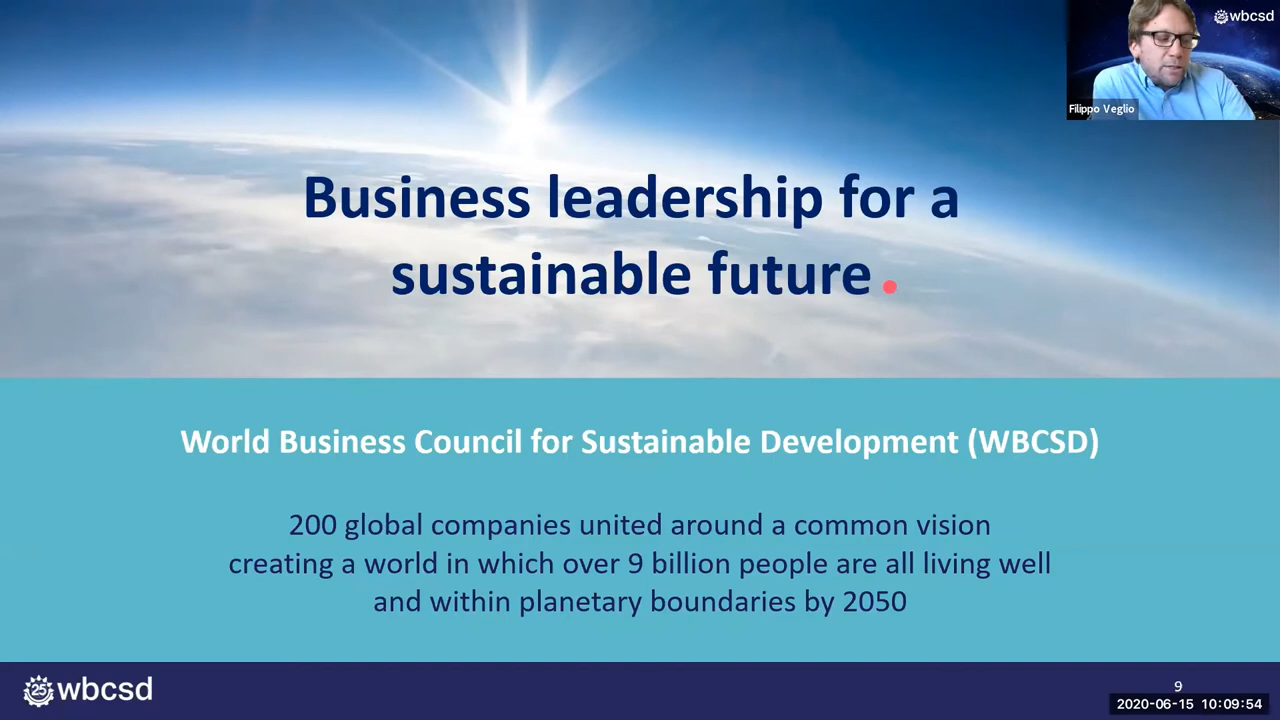 wbcsd
Filippo Veglio
Business leadership for a
sustainable future.
World Business Council for Sustainable Development (WBCSD)
200 global companies united around a common vision
creating a world in which over 9 billion people are all living well
and within planetary boundaries by 2050
25 wbcsd
9
2020-06-15 10:09:54